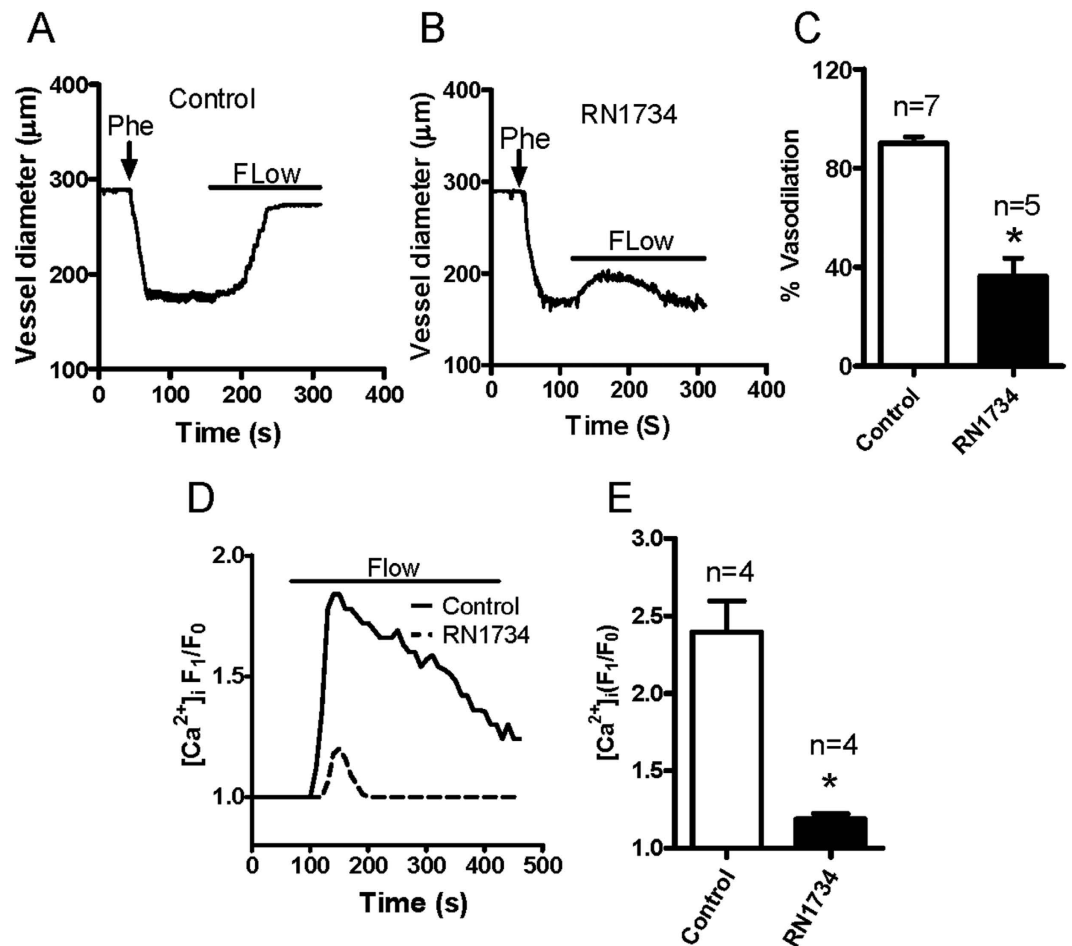 A
Vessel diameter (μm)
400
300
200
100
Control
Phe
FLow
0 100 200 300 400
Time (s)
B
Vessel diameter (μm)
400
300
200
100
RN1734
Phe
FLow
0 100 200 300 400
Time (S)
C
% Vasodilation
120
80
40
0
n=7
n=5
*
Control
RN1734
D
[Ca²⁺]ᵢ F₁/F₀
2.0
1.5
1.0
Flow
Control
RN1734
0 100 200 300 400 500
Time (s)
E
[Ca²⁺]ᵢ(F₁/F₀)
3.0
2.5
2.0
1.5
1.0
n=4
n=4
*
Control
RN1734